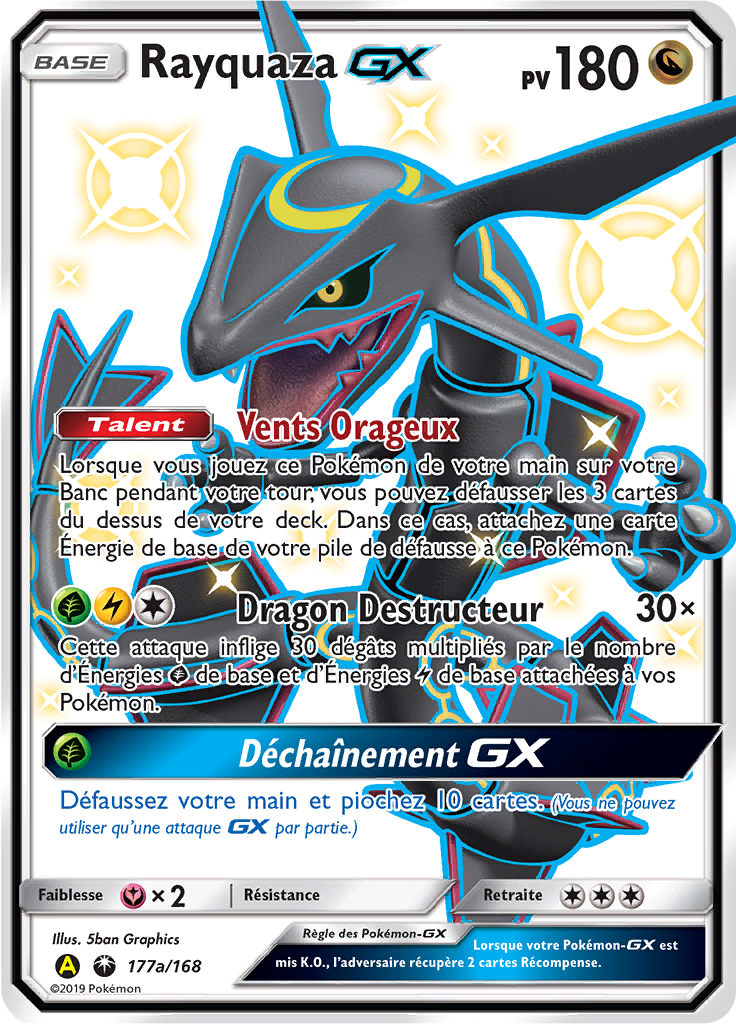 BASE Rayquaza GX PV 180
Talent Vents Orageux
Lorsque vous jouez ce Pokémon de votre main sur votre
Banc pendant votre tour, vous pouvez défausser les 3 cartes
du dessus de votre deck. Dans ce cas, attachez une carte
Énergie de base de votre pile de défausse à ce Pokémon.
Dragon Destructeur 30×
Cette attaque inflige 30 dégâts multipliés par le nombre
d'Énergies de base et d'Énergies de base attachées à vos
Pokémon.
Déchaînement GX
Défaussez votre main et piochez 10 cartes. (Vous ne pouvez
utiliser qu'une attaque GX par partie.)
Faiblesse × 2 Résistance Retraite
Illus. 5ban Graphics
A 177a/168
©2019 Pokémon
Règle des Pokémon-GX
Lorsque votre Pokémon-GX est
mis K.O., l'adversaire récupère 2 cartes Récompense.